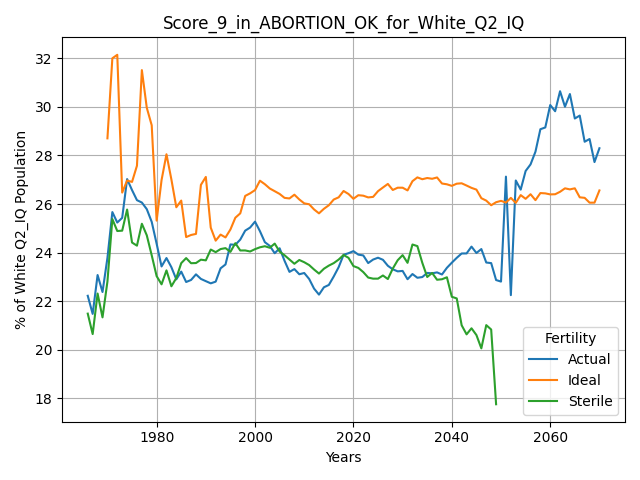 Score_9_in_ABORTION_OK_for_White_Q2_IQ
% of White Q2_IQ Population
32
30
28
26
24
22
20
18
1980
2000
2020
2040
2060
Years
Fertility
Actual
Ideal
Sterile